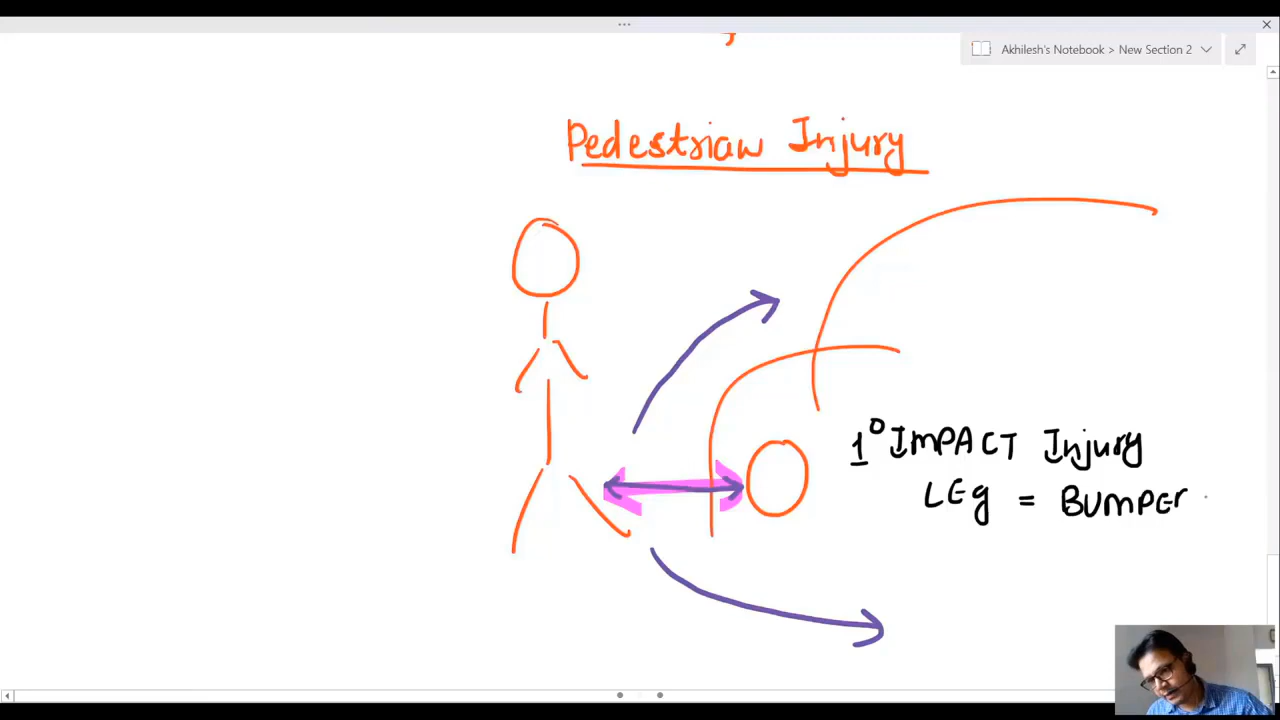 Akhilesh's Notebook > New Section 2
Pedestrian Injury
1° IMPACT Injury
LEg = BUMPER